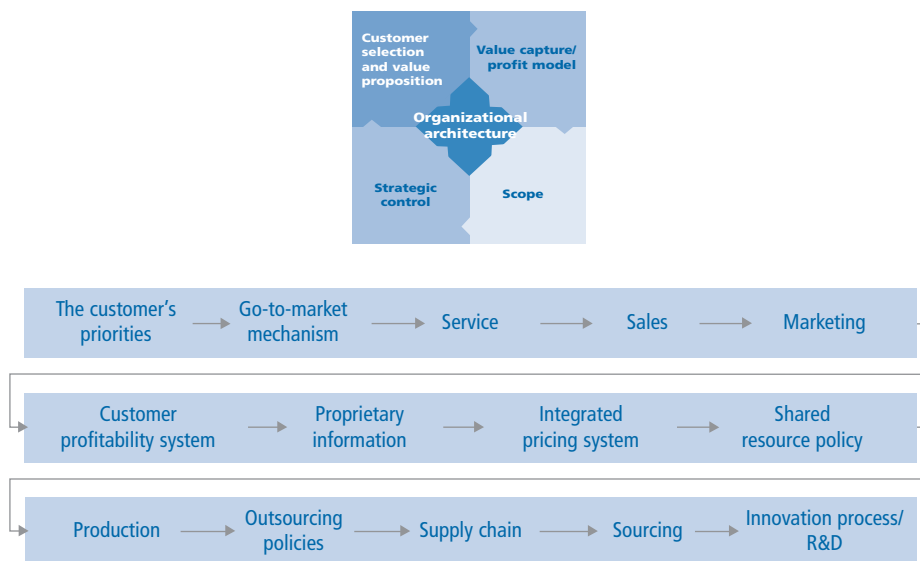 Customer
selection
and value
proposition
Value capture/
profit model
Organizational
architecture
Strategic
control
Scope
The customer's
priorities
Go-to-market
mechanism
Service
Sales
Marketing
Customer
profitability system
Proprietary
information
Integrated
pricing system
Shared
resource policy
Production
Outsourcing
policies
Supply chain
Sourcing
Innovation process/
R&D